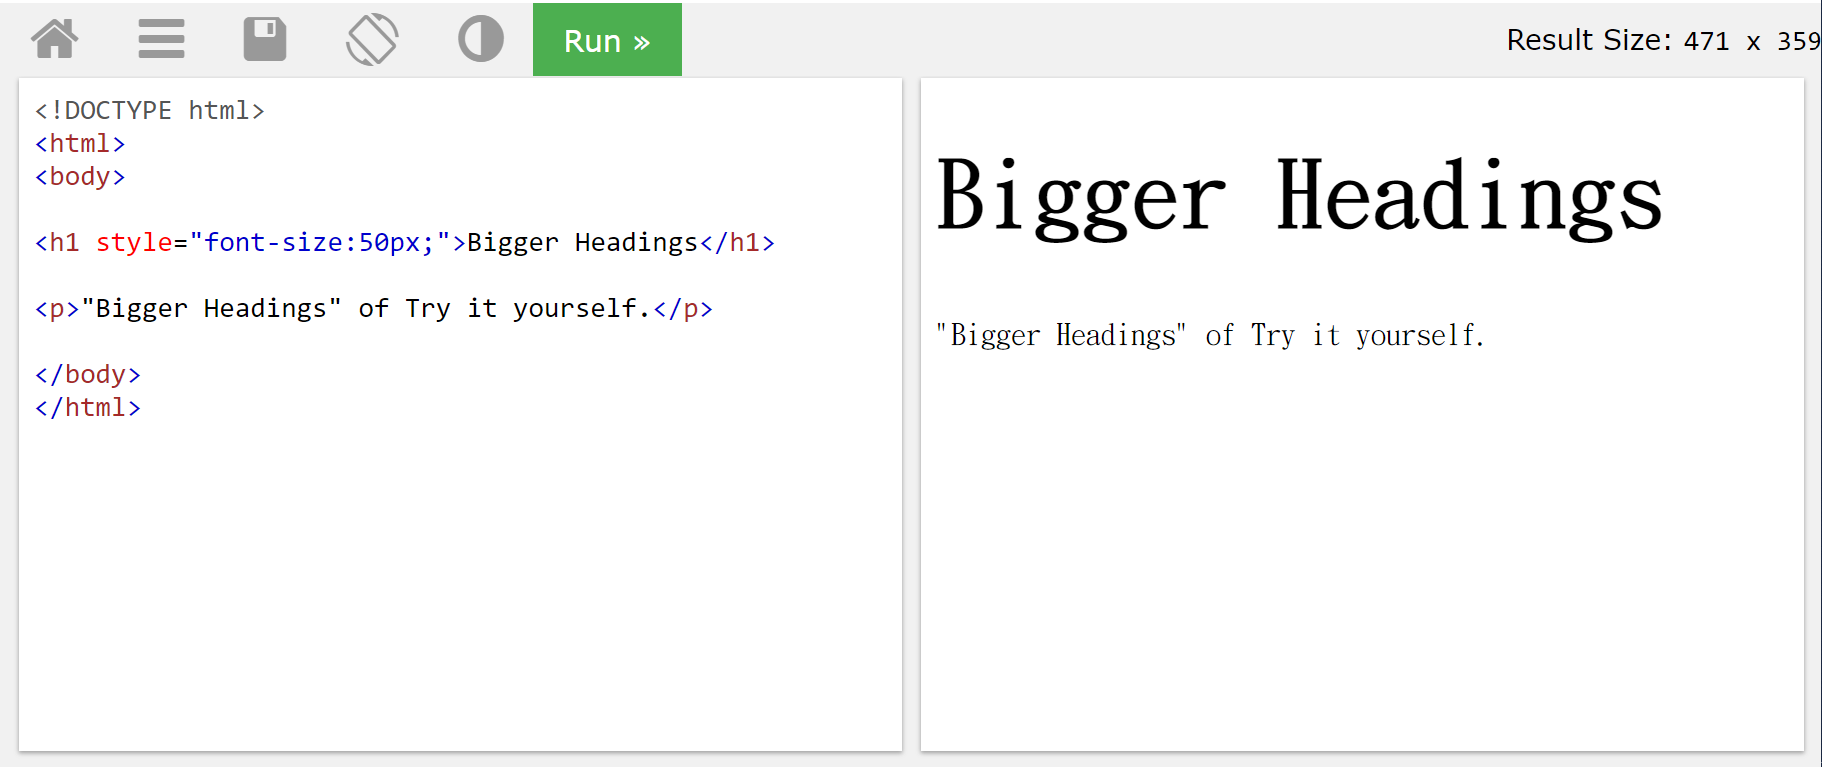 Run »
Result Size: 471 x 359
<!DOCTYPE html>
<html>
<body>
<h1 style="font-size:50px;">Bigger Headings</h1>
<p>"Bigger Headings" of Try it yourself.</p>
</body>
</html>
Bigger Headings
"Bigger Headings" of Try it yourself.